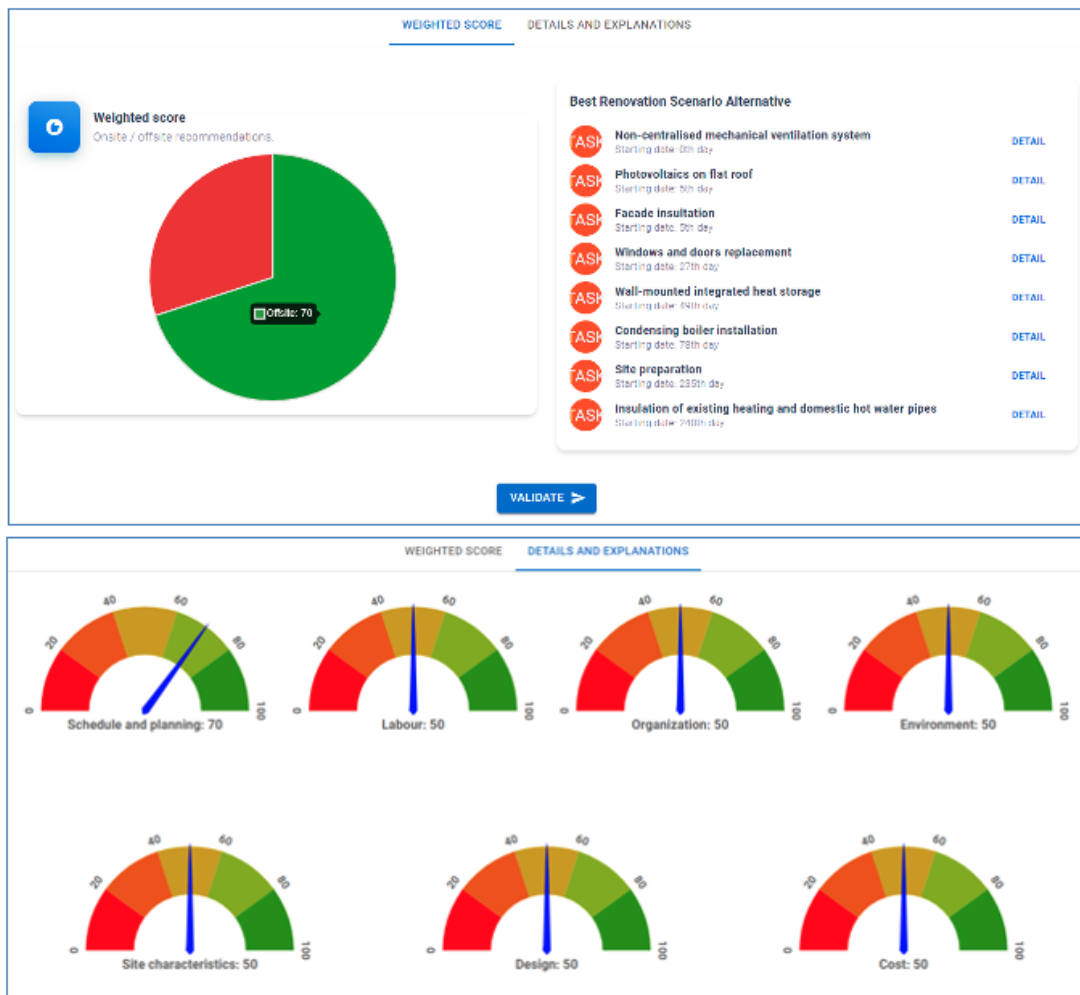 WEIGHTED SCORE DETAILS AND EXPLANATIONS
Weighted score
Onsite / offsite recommendations.
Offsite: 70
Best Renovation Scenario Alternative
TASK Non-centralised mechanical ventilation system DETAIL
Starting date: 0th day
TASK Photovoltaics on flat roof DETAIL
Starting date: 5th day
TASK Facade insultation DETAIL
Starting date: 5th day
TASK Windows and doors replacement DETAIL
Starting date: 27th day
TASK Wall-mounted integrated heat storage DETAIL
Starting date: 49th day
TASK Condensing boiler installation DETAIL
Starting date: 78th day
TASK Site preparation DETAIL
Starting date: 235th day
TASK Insulation of existing heating and domestic hot water pipes DETAIL
Starting date: 240th day
VALIDATE
WEIGHTED SCORE DETAILS AND EXPLANATIONS
0 20 40 60 80 100
Schedule and planning: 70
0 20 40 60 80 100
Labour: 50
0 20 40 60 80 100
Organization: 50
0 20 40 60 80 100
Environment: 50
0 20 40 60 80 100
Site characteristics: 50
0 20 40 60 80 100
Design: 50
0 20 40 60 80 100
Cost: 50